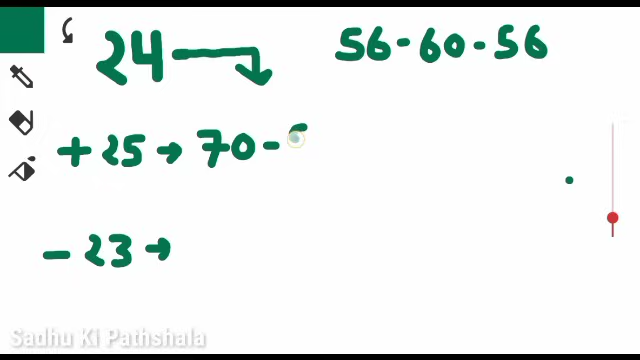 24 56-60-56
+25 → 70-
-23 →
Sadhu Ki Pathshala